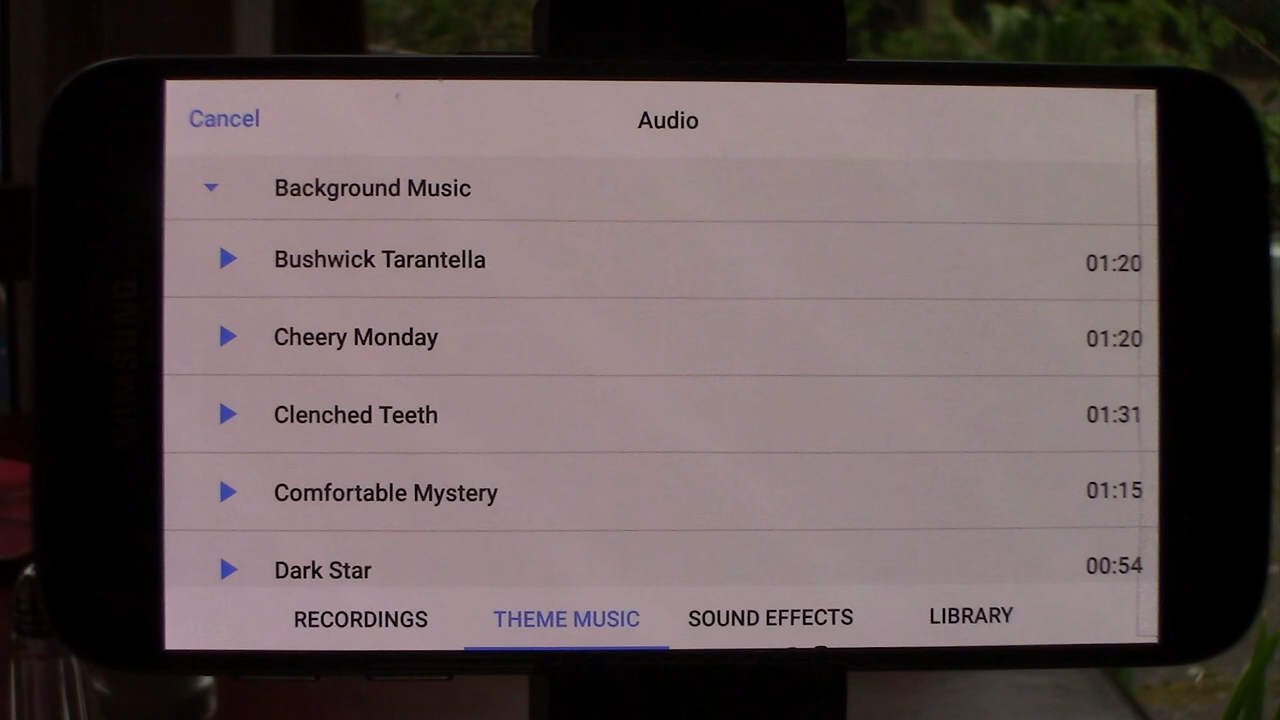 Cancel
Audio
Background Music
Bushwick Tarantella 01:20
Cheery Monday 01:20
Clenched Teeth 01:31
Comfortable Mystery 01:15
Dark Star 00:54
RECORDINGS THEME MUSIC SOUND EFFECTS LIBRARY
SAMSUNG